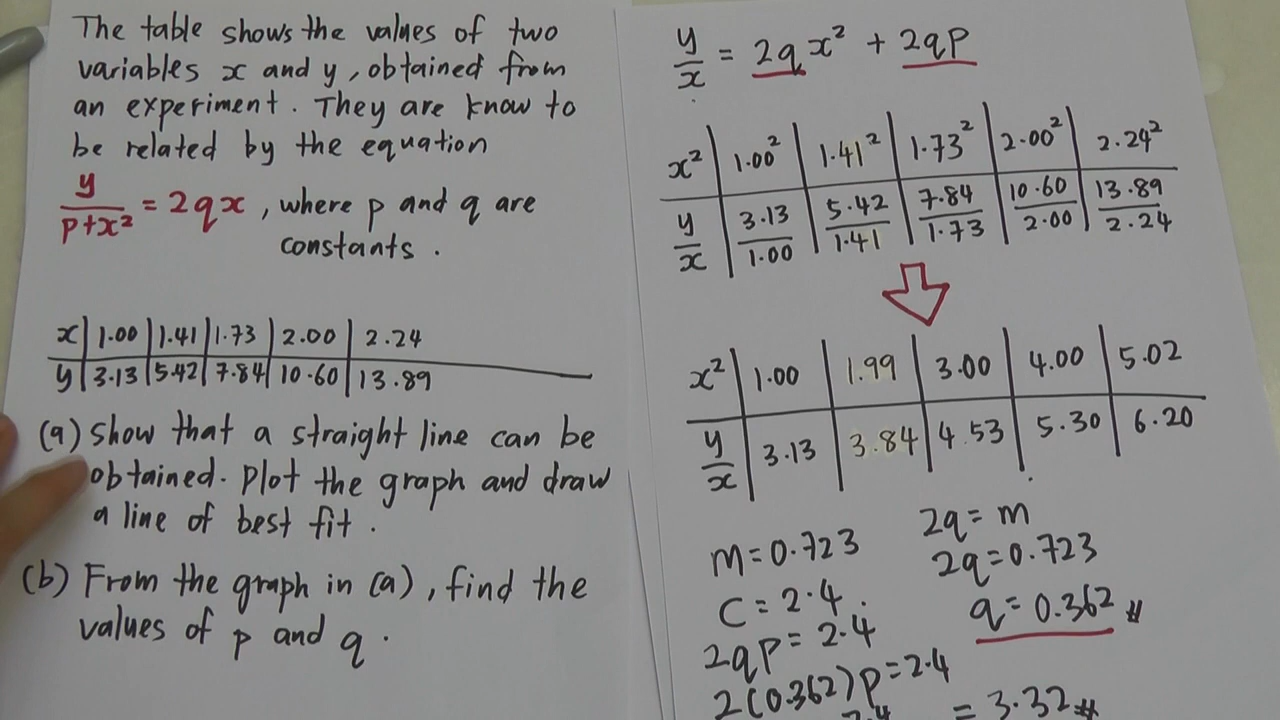 The table shows the values of two
variables x and y, obtained from
an experiment. They are know to
be related by the equation
y/(p+x²) = 2qx, where p and q are
constants.
x | 1.00 | 1.41 | 1.73 | 2.00 | 2.24
y | 3.13 | 5.42 | 7.84 | 10.60 | 13.89
(a) Show that a straight line can be
obtained. Plot the graph and draw
a line of best fit.
(b) From the graph in (a), find the
values of p and q.
y/x = 2qx² + 2qp
x² | 1.00² | 1.41² | 1.73² | 2.00² | 2.24²
y/x | 3.13/1.00 | 5.42/1.41 | 7.84/1.73 | 10.60/2.00 | 13.89/2.24
x² | 1.00 | 1.99 | 3.00 | 4.00 | 5.02
y/x | 3.13 | 3.84 | 4.53 | 5.30 | 6.20
m = 0.723
c = 2.4
2qp = 2.4
2(0.362)p = 2.4
= 3.32 #
2q = m
2q = 0.723
q = 0.362 #